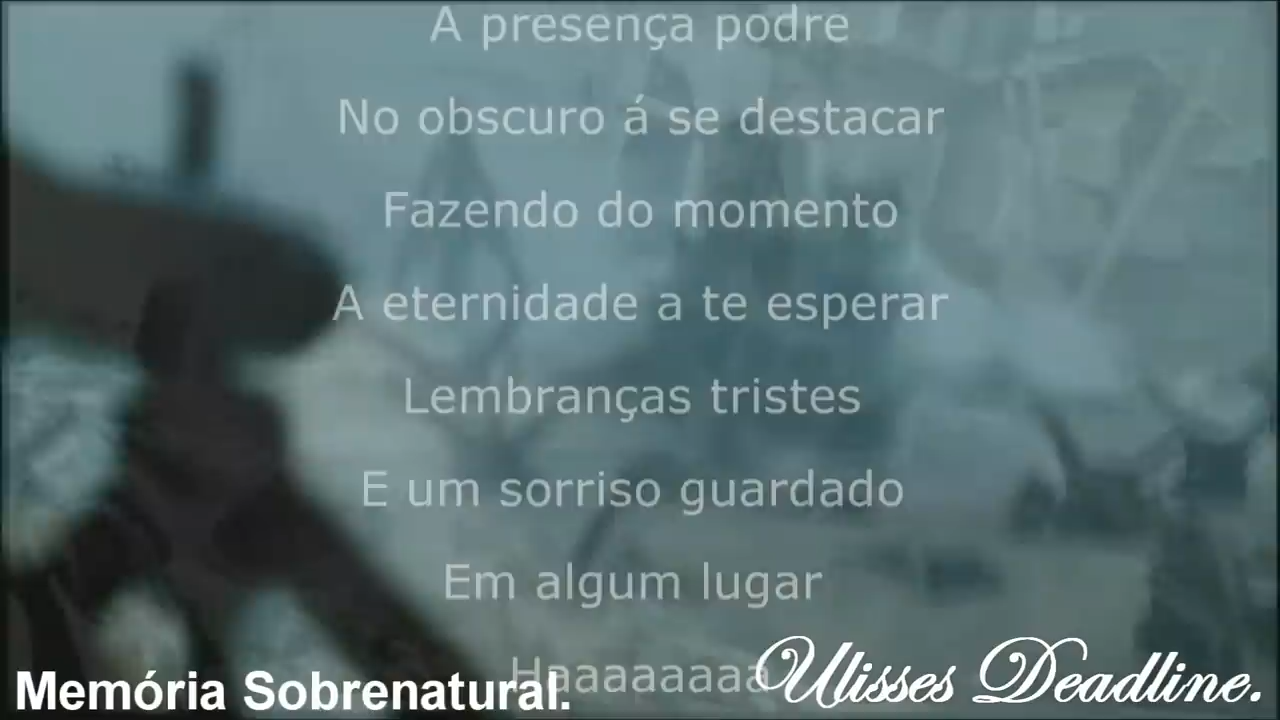 A presença podre
No obscuro á se destacar
Fazendo do momento
A eternidade a te esperar
Lembranças tristes
E um sorriso guardado
Em algum lugar
Haaaaaaaa
Memória Sobrenatural.
Ulisses Deadline.